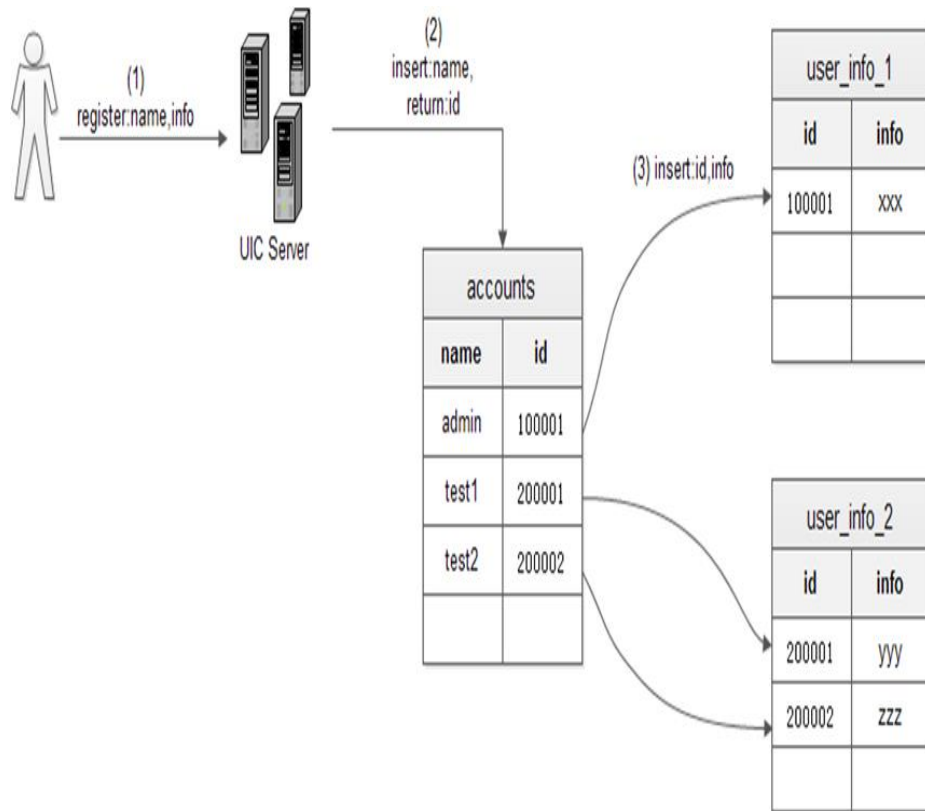 (1)
register:name,info
UIC Server
(2)
insert:name,
return:id
accounts
name id
admin 100001
test1 200001
test2 200002
(3) insert:id,info
user_info_1
id info
100001 xxx
user_info_2
id info
200001 yyy
200002 zzz